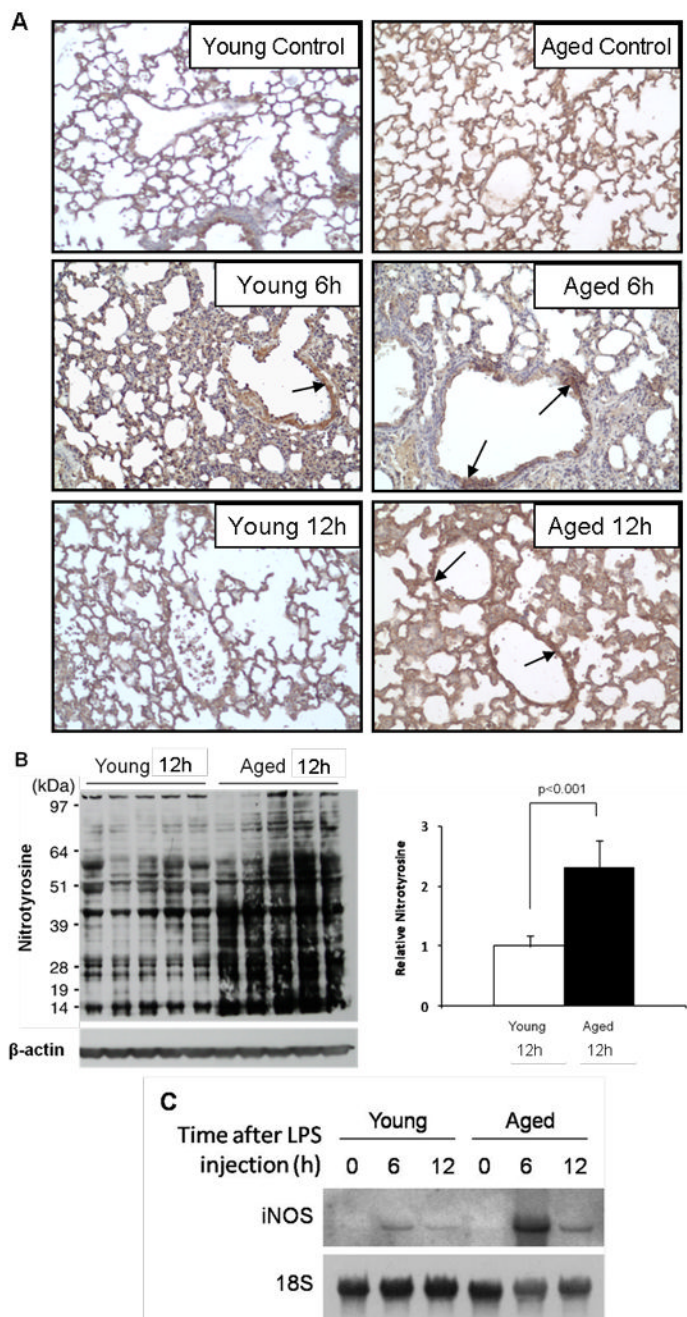 A
Young Control
Aged Control
Young 6h
Aged 6h
Young 12h
Aged 12h
B
(kDa)
Young 12h
Aged 12h
Nitrotyrosine
97
64
51
39
28
19
14
β-actin
p<0.001
Relative Nitrotyrosine
3
2
1
0
Young
12h
Aged
12h
C
Time after LPS
injection (h)
Young
Aged
0 6 12 0 6 12
iNOS
18S